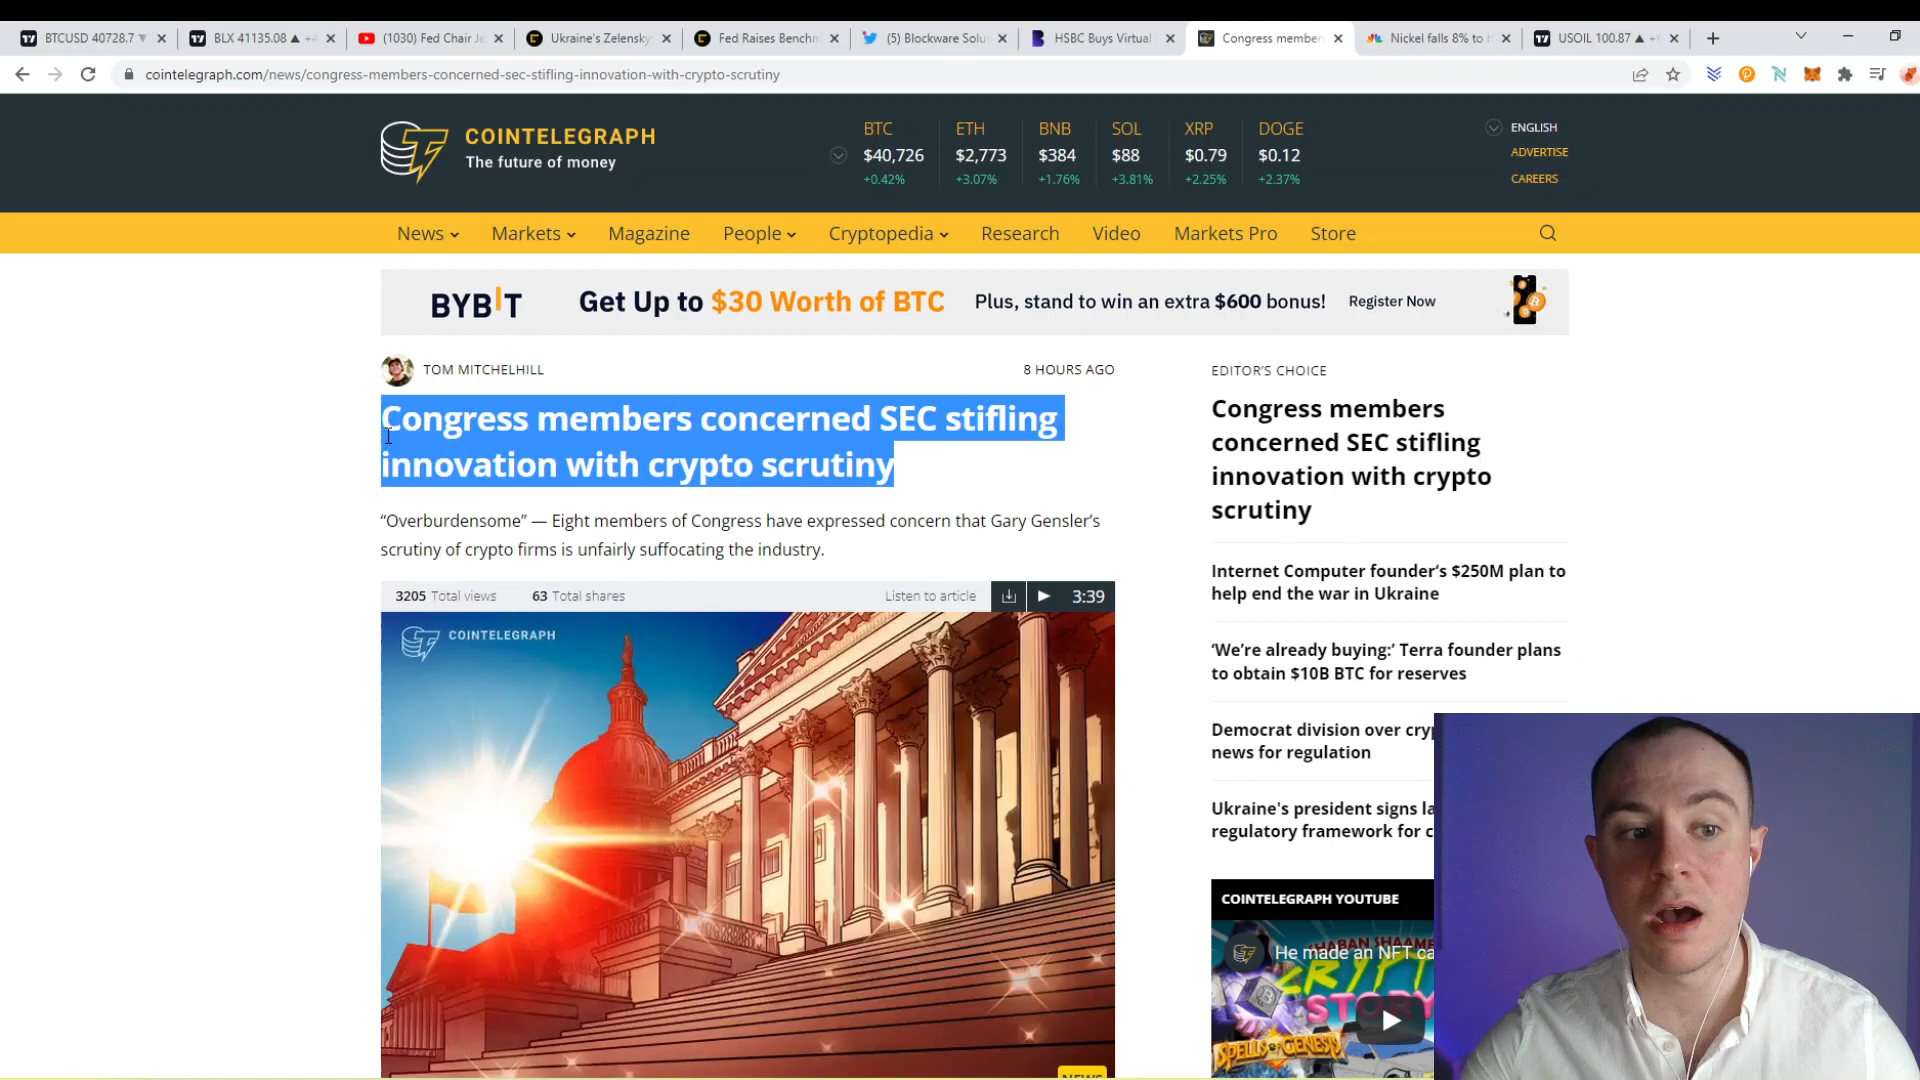 BTCUSD 40728.7
BLX 41135.08
(1030) Fed Chair Je
Ukraine's Zelensky
Fed Raises Benchm
(5) Blockware Solu
HSBC Buys Virtual
Congress member
Nickel falls 8% to
USOIL 100.87
cointelegraph.com/news/congress-members-concerned-sec-stifling-innovation-with-crypto-scrutiny
COINTELEGRAPH
The future of money
BTC
$40,726
+0.42%
ETH
$2,773
+3.07%
BNB
$384
+1.76%
SOL
$88
+3.81%
XRP
$0.79
+2.25%
DOGE
$0.12
+2.37%
ENGLISH
ADVERTISE
CAREERS
News
Markets
Magazine
People
Cryptopedia
Research
Video
Markets Pro
Store
BYBIT
Get Up to $30 Worth of BTC
Plus, stand to win an extra $600 bonus!
Register Now
TOM MITCHELHILL
8 HOURS AGO
Congress members concerned SEC stifling
innovation with crypto scrutiny
“Overburdensome” — Eight members of Congress have expressed concern that Gary Gensler’s
scrutiny of crypto firms is unfairly suffocating the industry.
3205 Total views
63 Total shares
Listen to article
3:39
COINTELEGRAPH
EDITOR’S CHOICE
Congress members
concerned SEC stifling
innovation with crypto
scrutiny
Internet Computer founder‘s $250M plan to
help end the war in Ukraine
‘We’re already buying:’ Terra founder plans
to obtain $10B BTC for reserves
Democrat division over cry
news for regulation
Ukraine's president signs la
regulatory framework for c
COINTELEGRAPH YOUTUBE
He made an NFT ca
SPELLS OF GENESIS